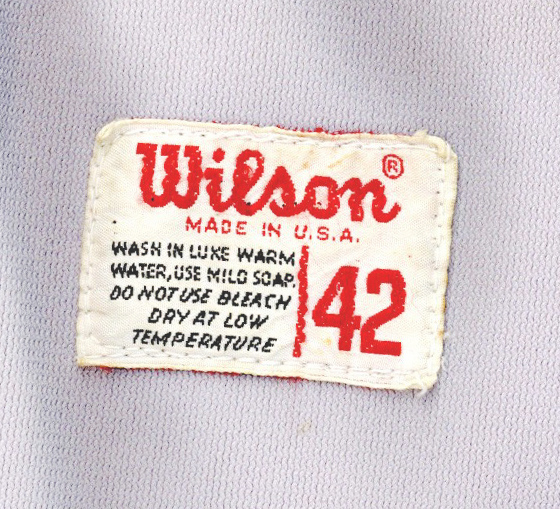 Wilson®
MADE IN U.S.A.
WASH IN LUKE WARM
WATER, USE MILD SOAP.
DO NOT USE BLEACH
DRY AT LOW
TEMPERATURE
42